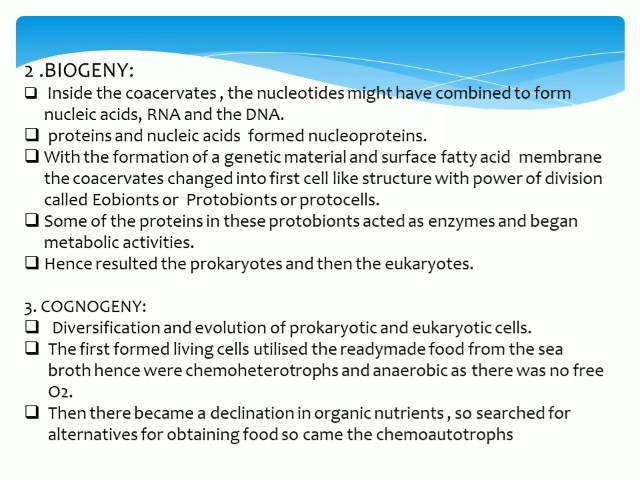 2 .BIOGENY:
❑ Inside the coacervates , the nucleotides might have combined to form
nucleic acids, RNA and the DNA.
❑ proteins and nucleic acids formed nucleoproteins.
❑ With the formation of a genetic material and surface fatty acid membrane
the coacervates changed into first cell like structure with power of division
called Eobionts or Protobionts or protocells.
❑ Some of the proteins in these protobionts acted as enzymes and began
metabolic activities.
❑ Hence resulted the prokaryotes and then the eukaryotes.
3. COGNOGENY:
❑ Diversification and evolution of prokaryotic and eukaryotic cells.
❑ The first formed living cells utilised the readymade food from the sea
broth hence were chemoheterotrophs and anaerobic as there was no free
O2.
❑ Then there became a declination in organic nutrients , so searched for
alternatives for obtaining food so came the chemoautotrophs